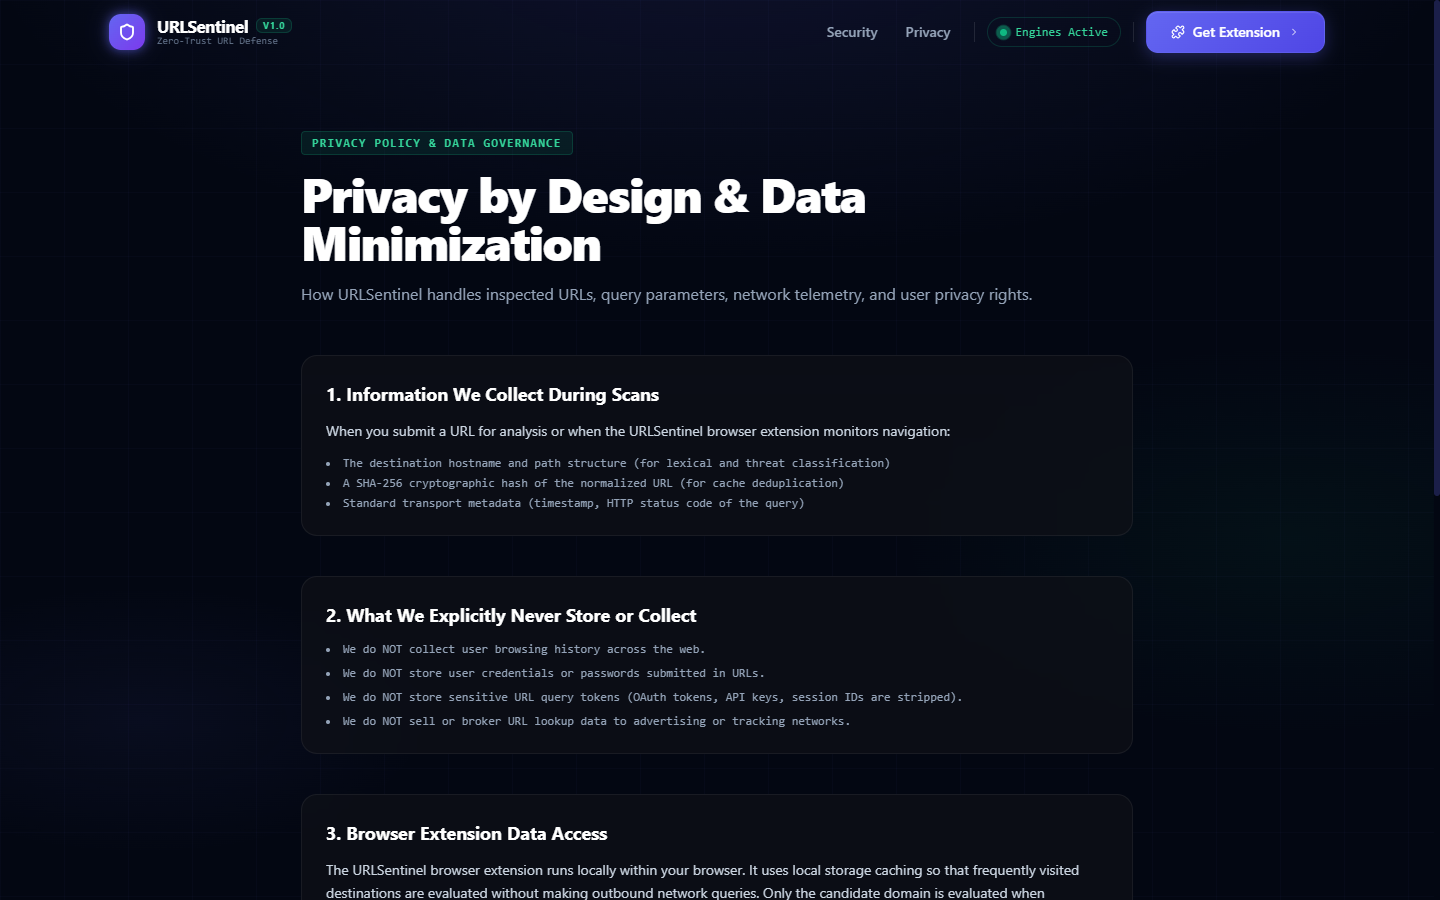 URLSentinel V1.0
Zero-Trust URL Defense
Security
Privacy
Engines Active
Get Extension
PRIVACY POLICY & DATA GOVERNANCE
Privacy by Design & Data
Minimization
How URLSentinel handles inspected URLs, query parameters, network telemetry, and user privacy rights.
1. Information We Collect During Scans
When you submit a URL for analysis or when the URLSentinel browser extension monitors navigation:
• The destination hostname and path structure (for lexical and threat classification)
• A SHA-256 cryptographic hash of the normalized URL (for cache deduplication)
• Standard transport metadata (timestamp, HTTP status code of the query)
2. What We Explicitly Never Store or Collect
• We do NOT collect user browsing history across the web.
• We do NOT store user credentials or passwords submitted in URLs.
• We do NOT store sensitive URL query tokens (OAuth tokens, API keys, session IDs are stripped).
• We do NOT sell or broker URL lookup data to advertising or tracking networks.
3. Browser Extension Data Access
The URLSentinel browser extension runs locally within your browser. It uses local storage caching so that frequently visited
destinations are evaluated without making outbound network queries. Only the candidate domain is evaluated when